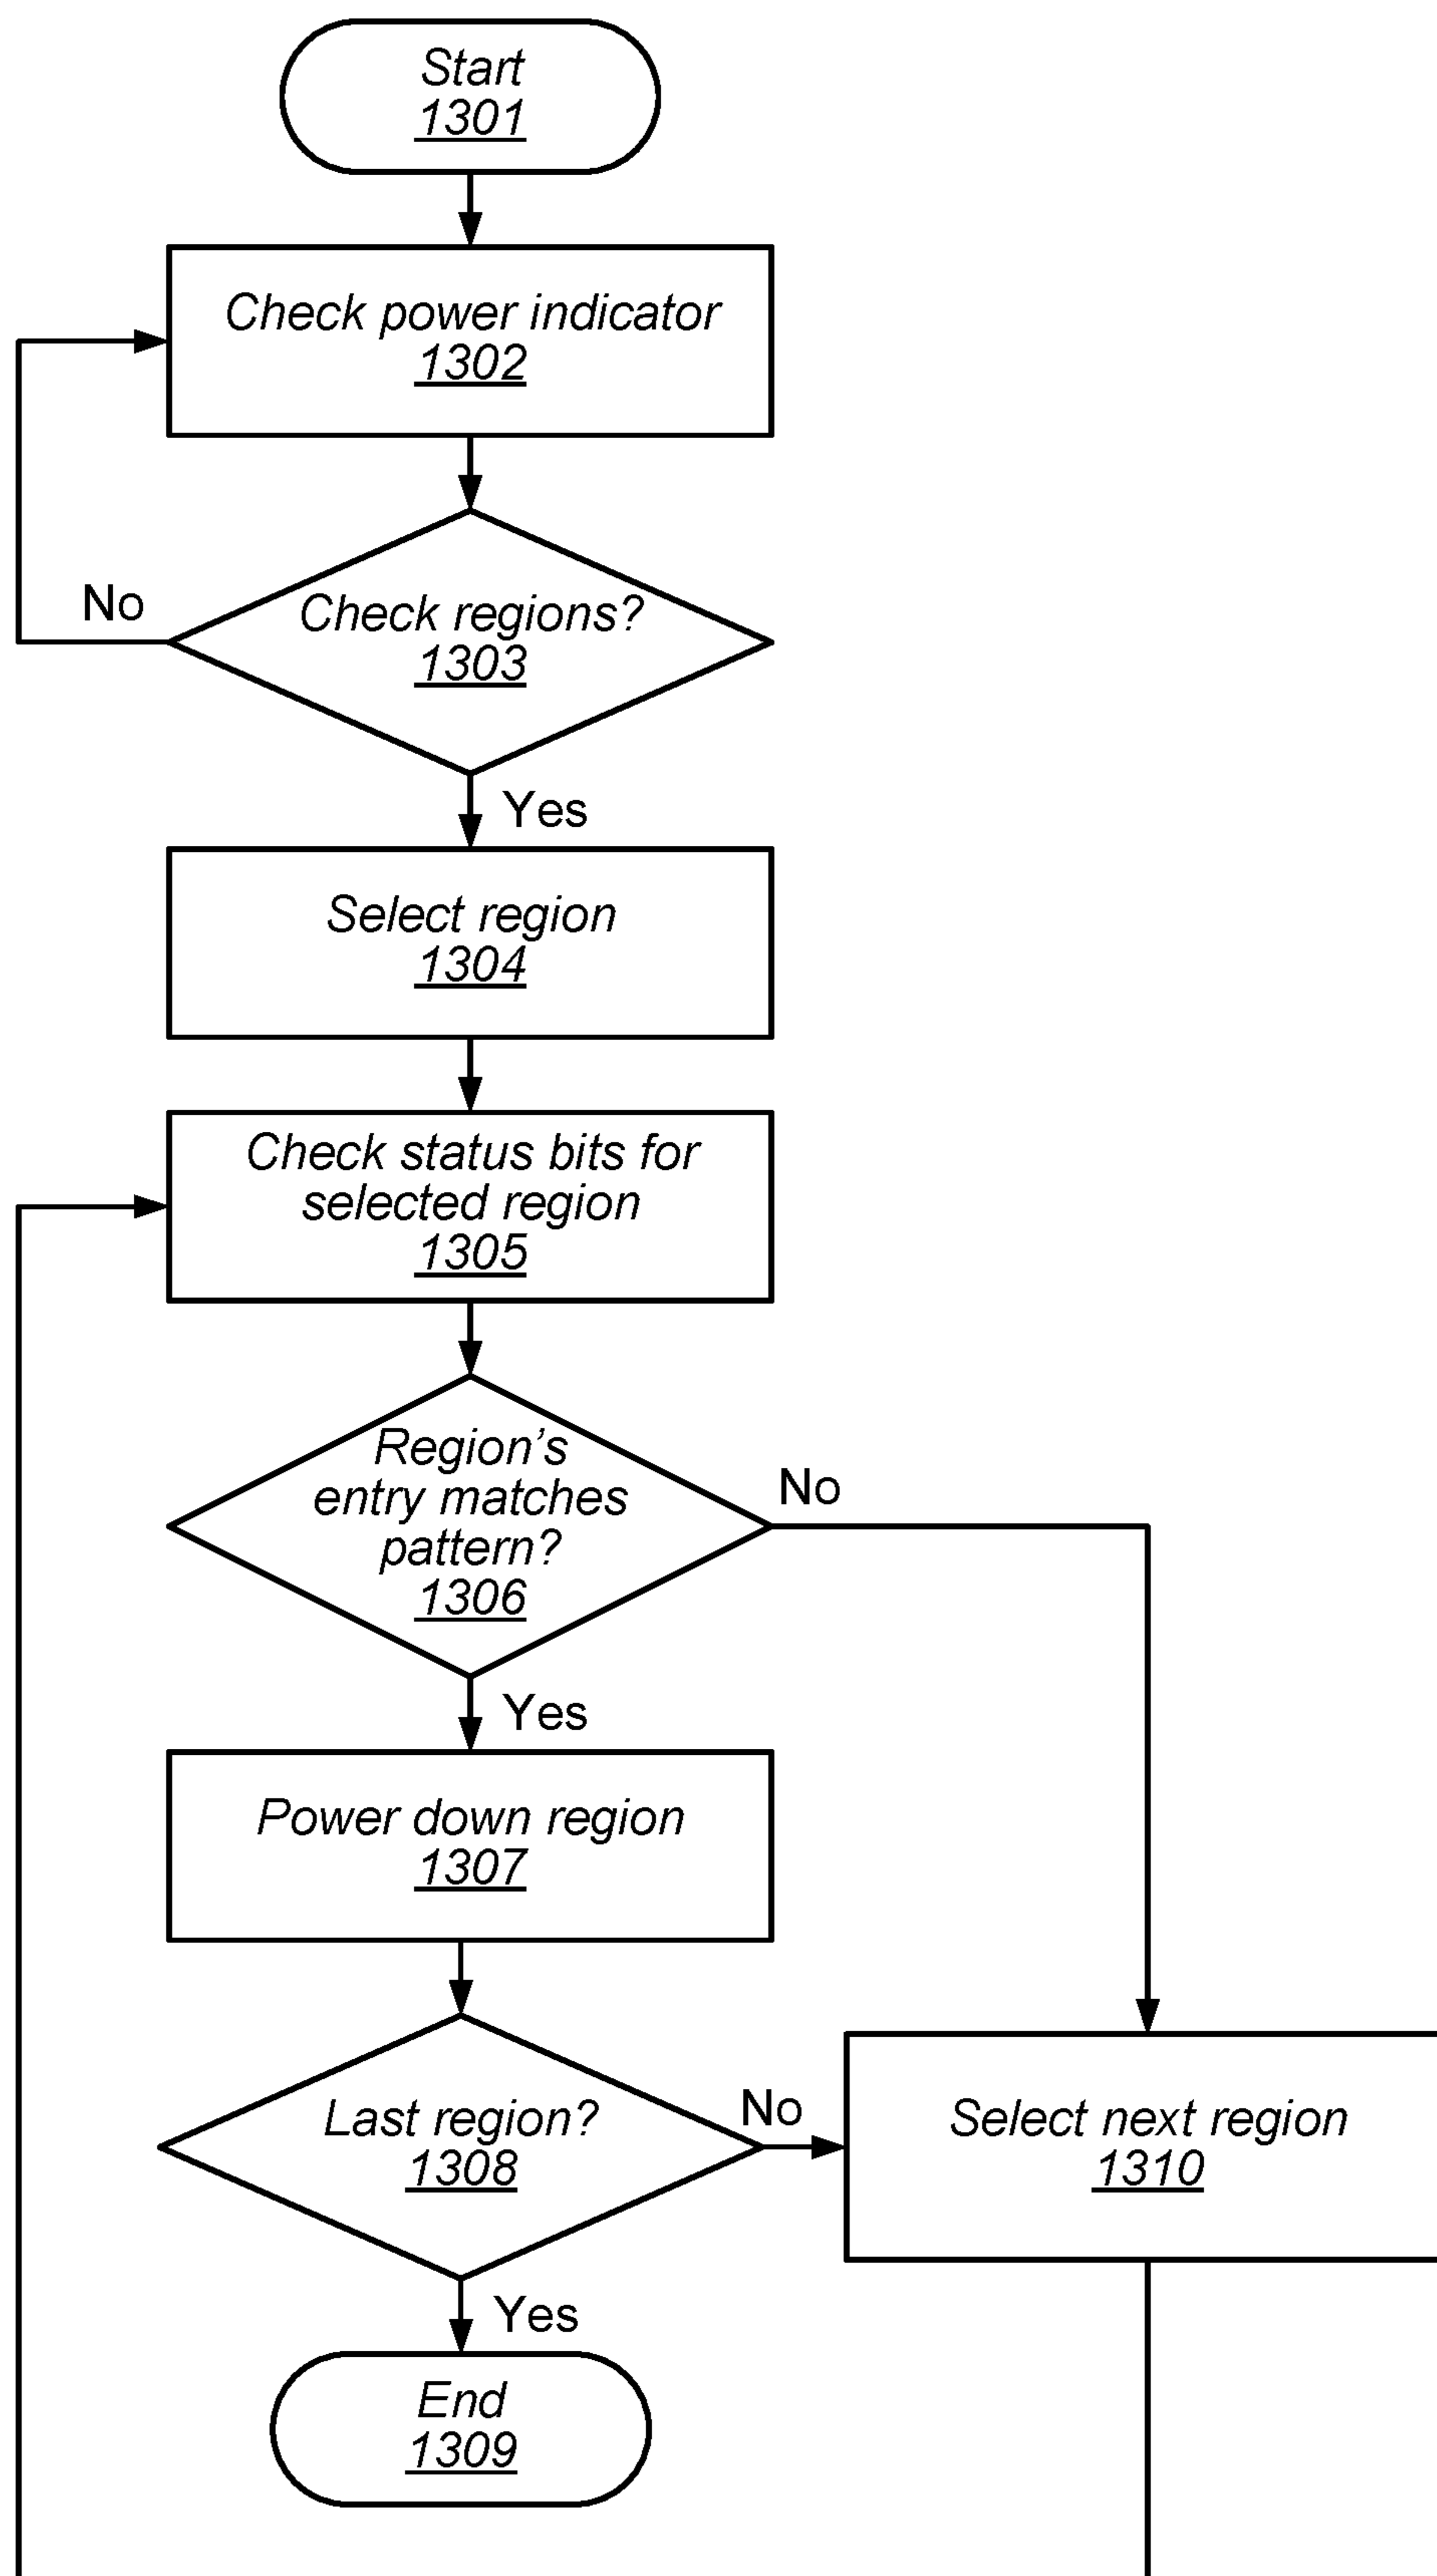 Start
1301
Check power indicator
1302
Check regions?
1303
No
Yes
Select region
1304
Check status bits for
selected region
1305
Region’s
entry matches
pattern?
1306
No
Yes
Power down region
1307
Last region?
1308
No
Select next region
1310
Yes
End
1309